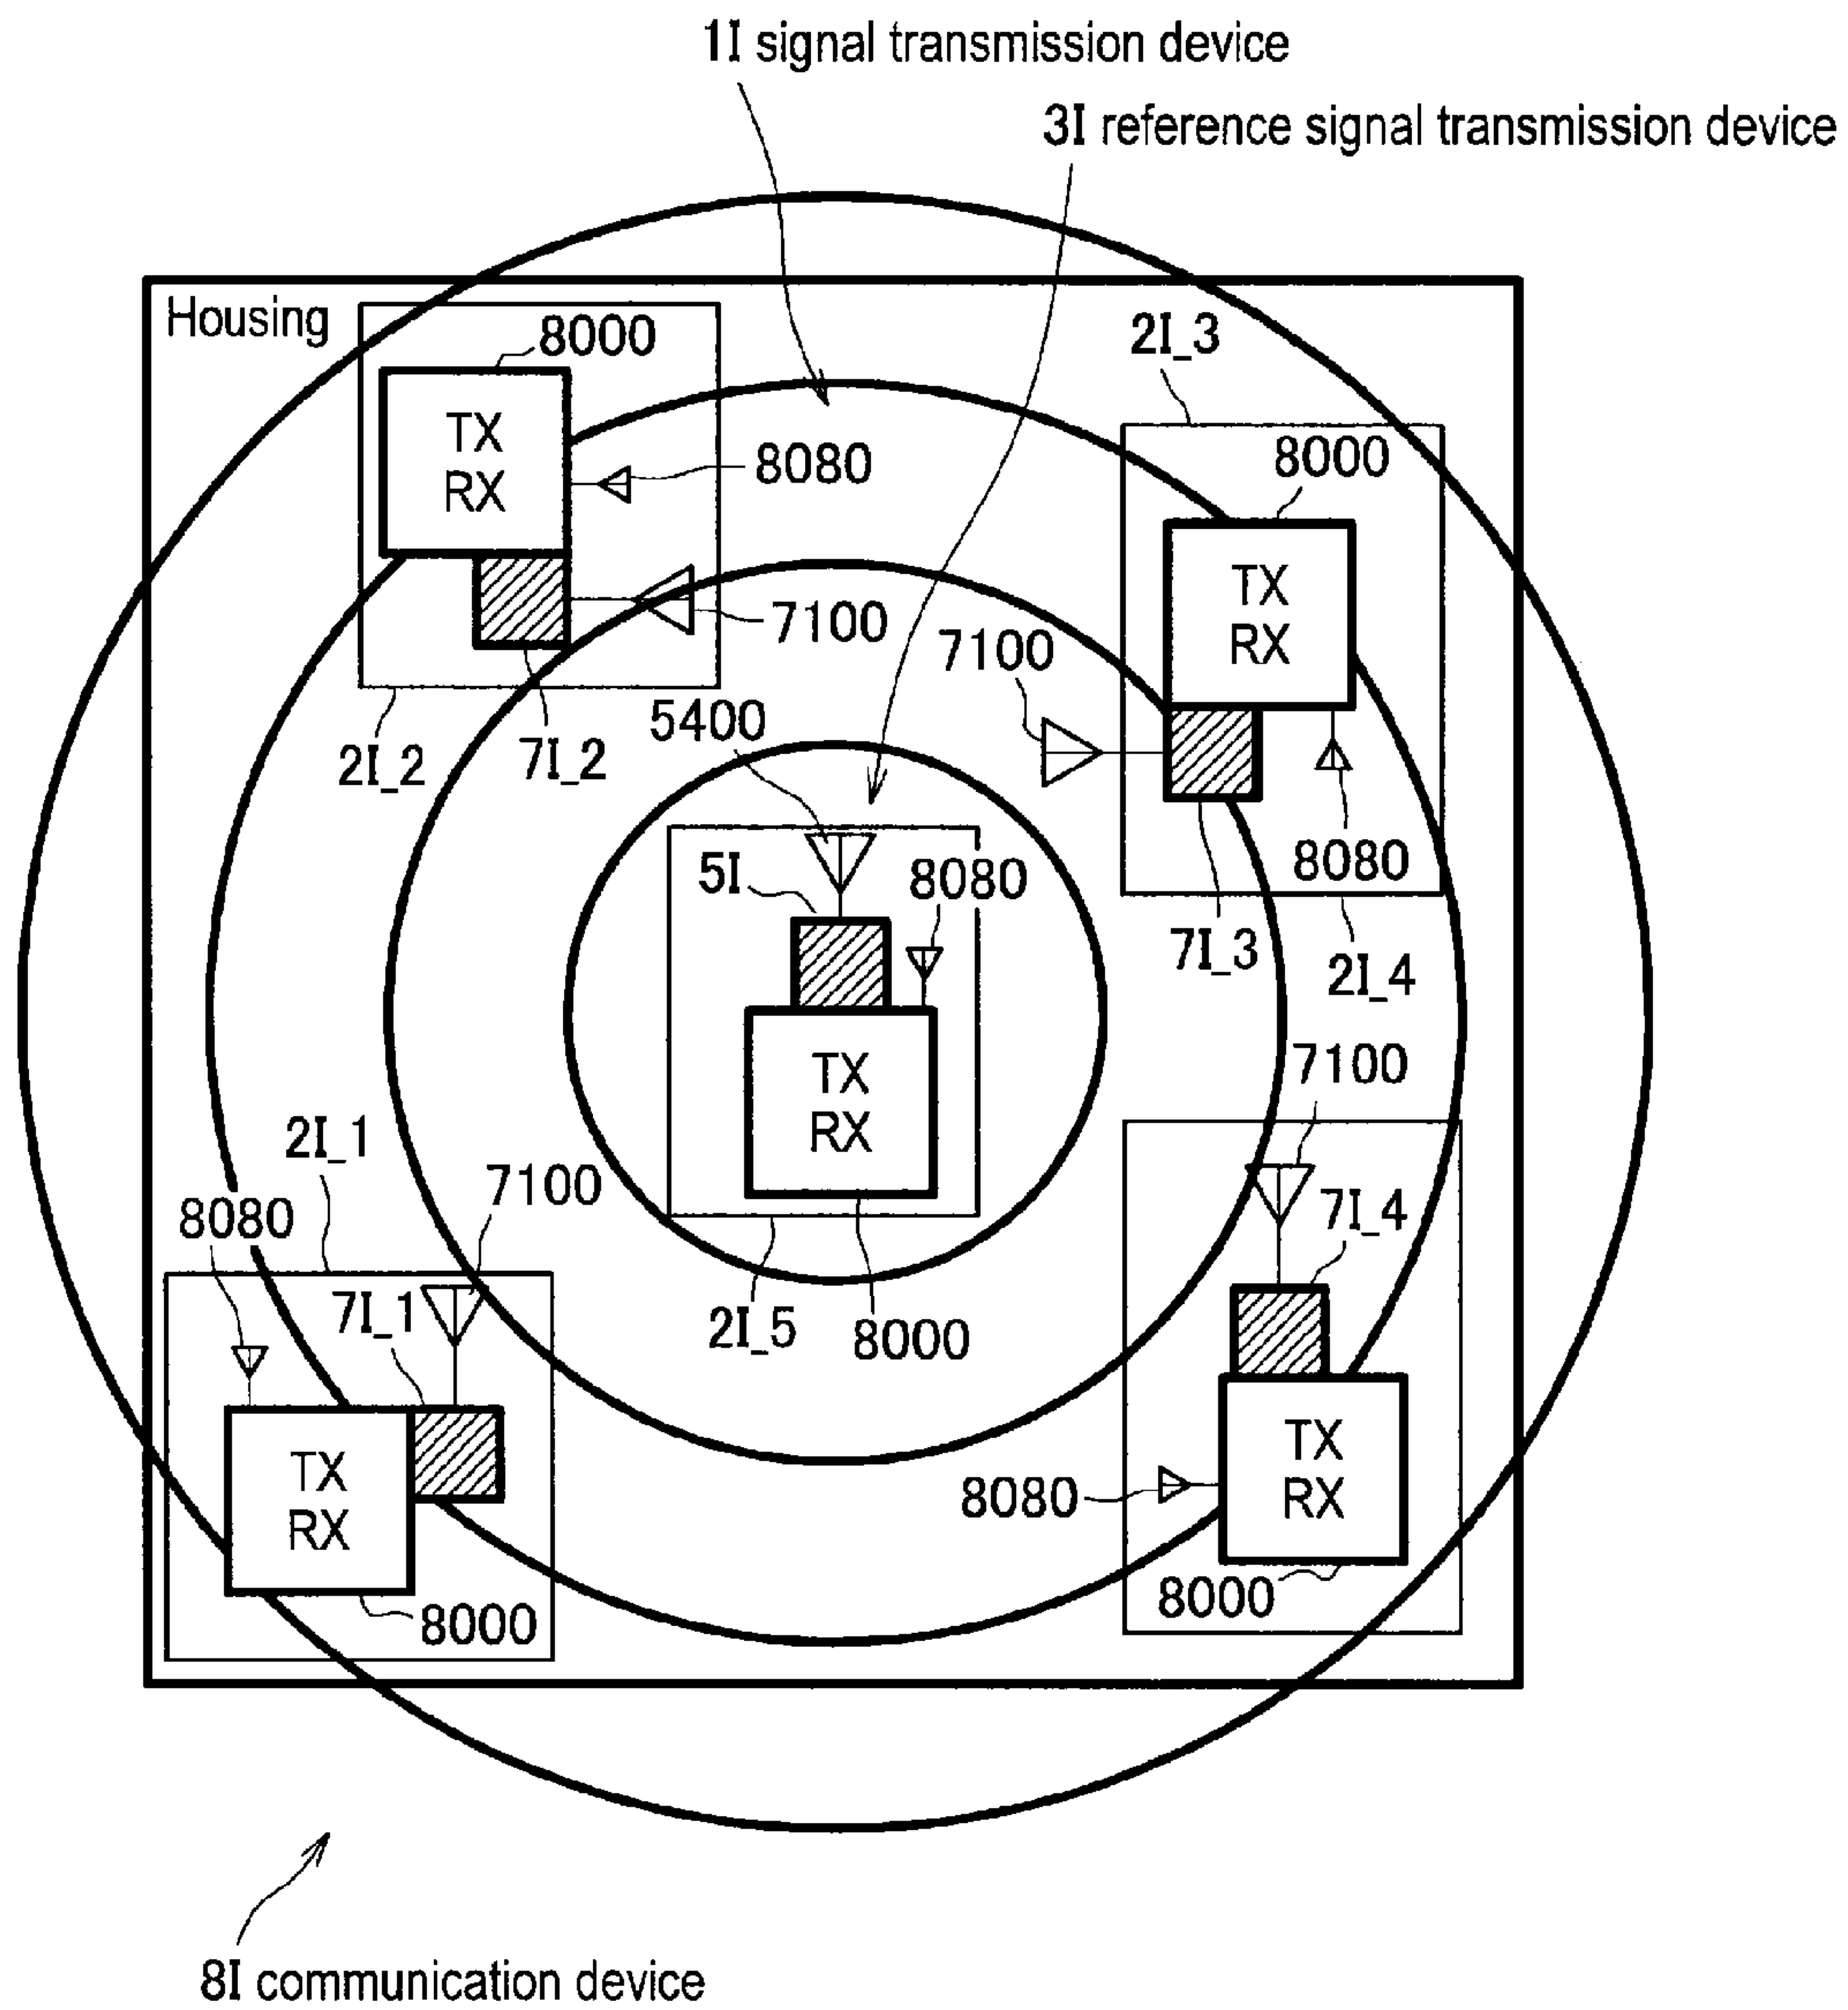 1I signal transmission device
3I reference signal transmission device
Housing
8000
2I_3
TX
RX
8080
8000
7100
TX
RX
7100
5400
2I_2
7I_2
8080
5I
8080
7I_3
2I_4
TX
RX
7100
2I_1
7100
8080
7I_4
7I_1
2I_5
8000
TX
RX
TX
RX
8080
8000
8000
8I communication device